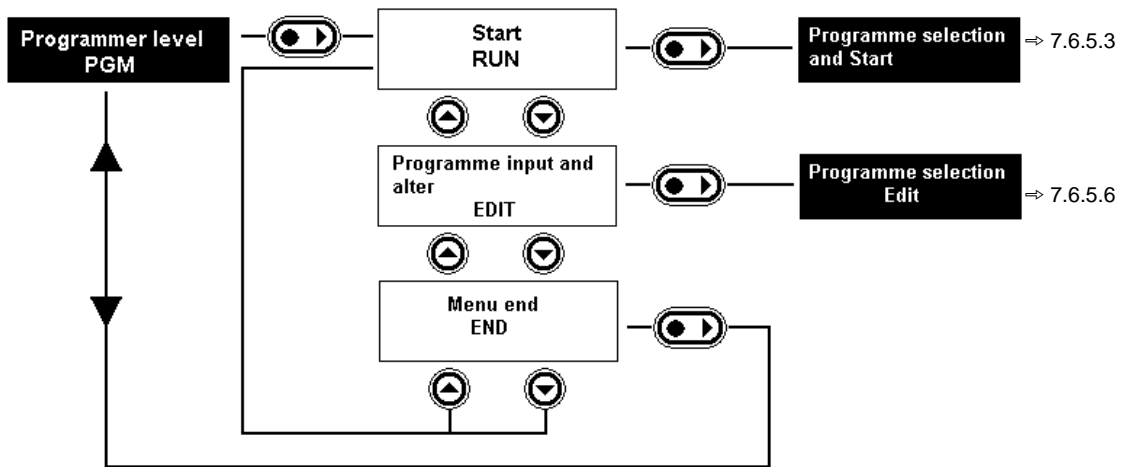 Programmer level
PGM
Start
RUN
Programme selection
and Start
⇨ 7.6.5.3
Programme input and
alter
EDIT
Programme selection
Edit
⇨ 7.6.5.6
Menu end
END